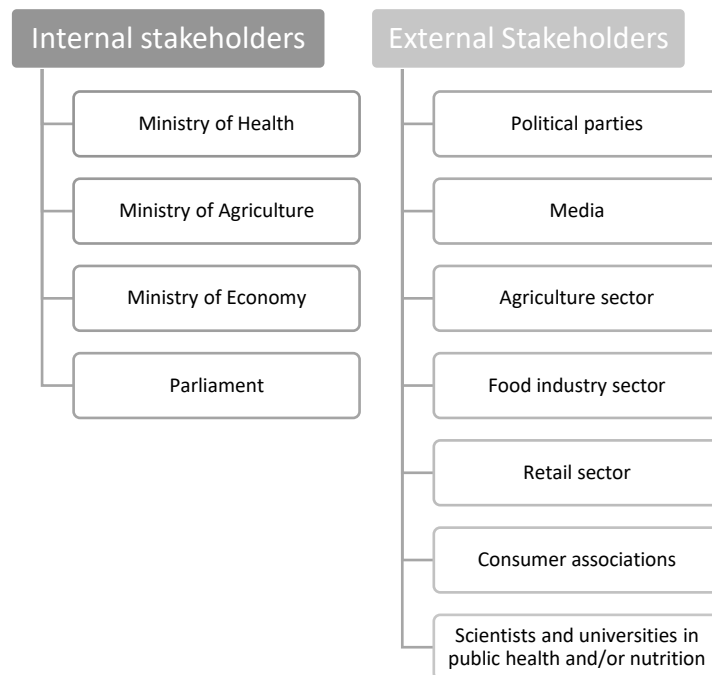 Internal stakeholders
Ministry of Health
Ministry of Agriculture
Ministry of Economy
Parliament
External Stakeholders
Political parties
Media
Agriculture sector
Food industry sector
Retail sector
Consumer associations
Scientists and universities in
public health and/or nutrition